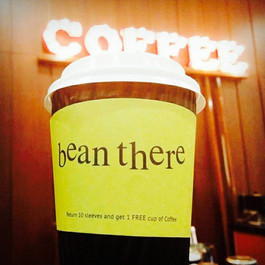 COFFEE
bean there
Return 10 sleeves and get 1 FREE cup of Coffee